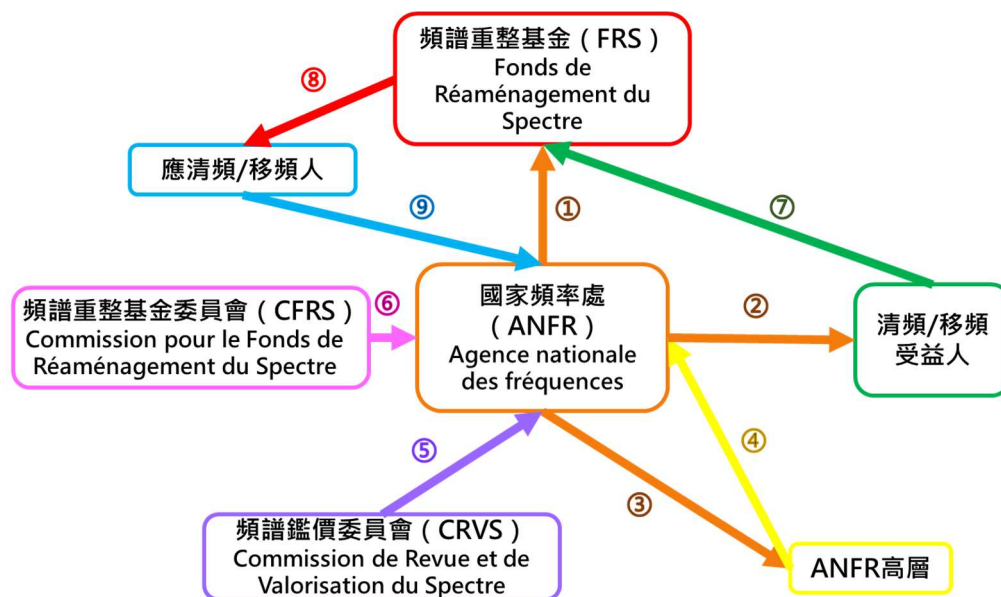 頻譜重整基金（FRS）
Fonds de
Réaménagement du
Spectre
⑧
應清頻/移頻人
⑨
①
⑦
頻譜重整基金委員會（CFRS）
Commission pour le Fonds de
Réaménagement du Spectre
⑥
國家頻率處
（ANFR）
Agence nationale
des fréquences
②
清頻/移頻
受益人
⑤
④
③
頻譜鑑價委員會（CRVS）
Commission de Revue et de
Valorisation du Spectre
ANFR高層